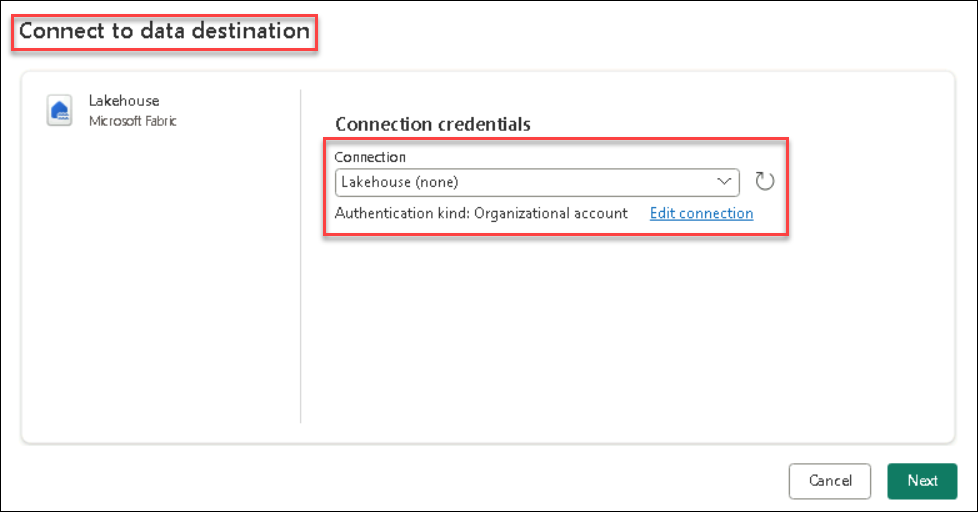 Connect to data destination
Lakehouse
Microsoft Fabric
Connection credentials
Connection
Lakehouse (none)
Authentication kind: Organizational account Edit connection
Cancel Next